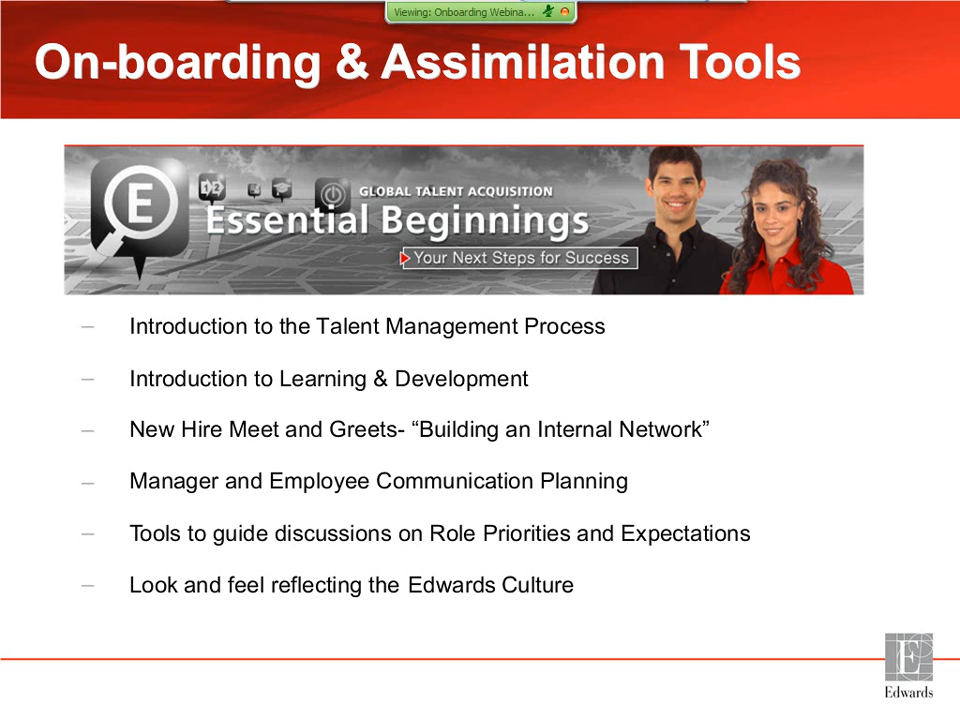 Viewing: Onboarding Webina...
On-boarding & Assimilation Tools
E
GLOBAL TALENT ACQUISITION
Essential Beginnings
Your Next Steps for Success
– Introduction to the Talent Management Process
– Introduction to Learning & Development
– New Hire Meet and Greets- “Building an Internal Network”
– Manager and Employee Communication Planning
– Tools to guide discussions on Role Priorities and Expectations
– Look and feel reflecting the Edwards Culture
E
Edwards